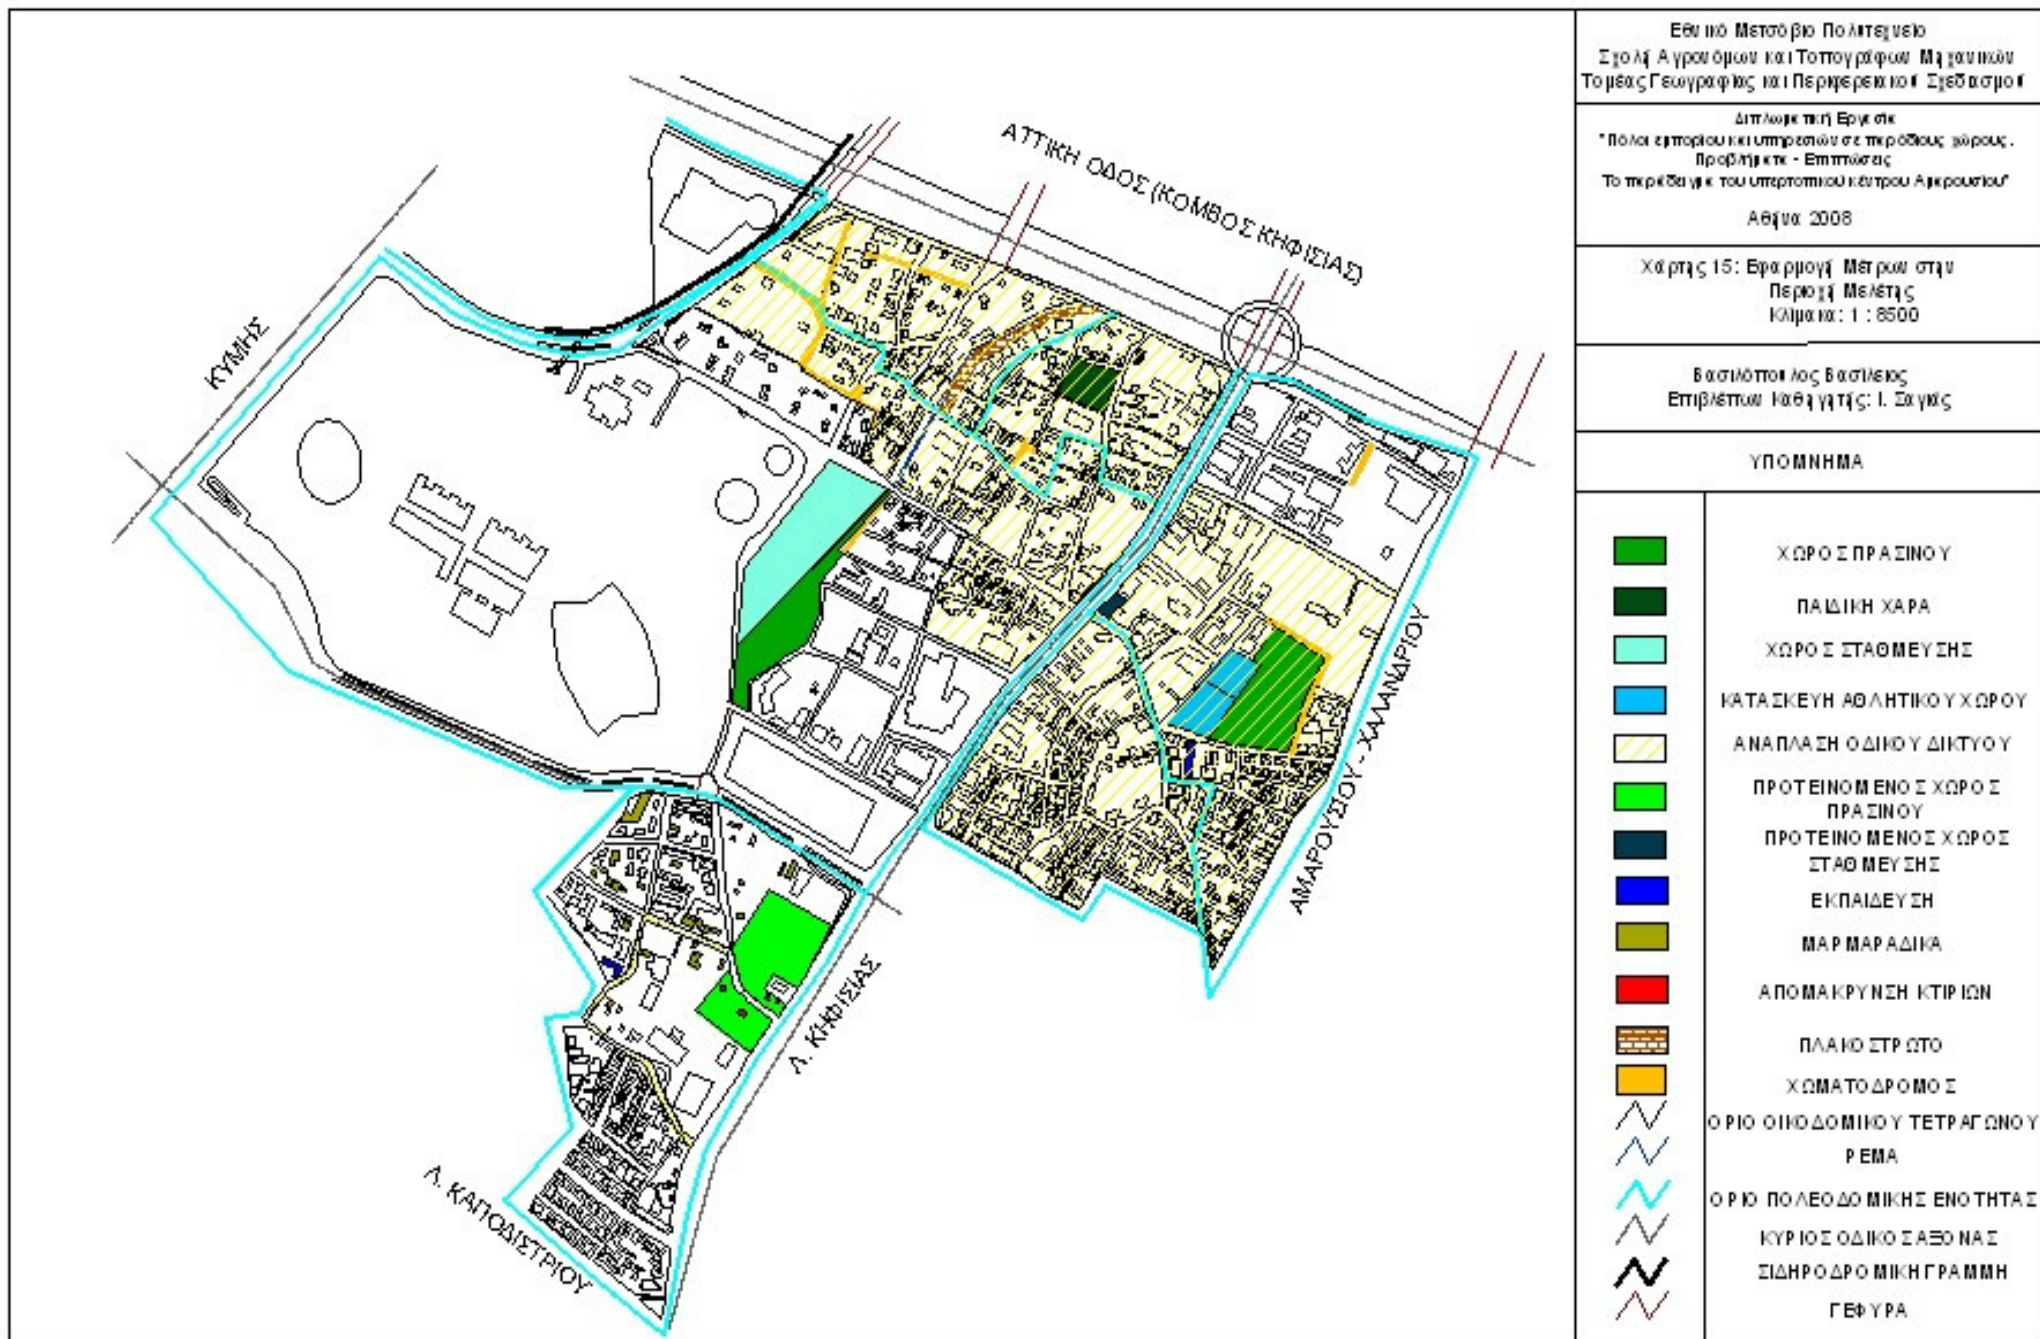 Εθνικό Μετσόβιο Πολυτεχνείο
Σχολή Αγρονόμων και Τοπογράφων Μηχανικών
Τομέας Γεωγραφίας και Περιφερειακού Σχεδιασμού
Διπλωματική Εργασία
"Πόλοι εμπορίου και υπηρεσιών σε παρόδιους χώρους.
Προβλήματα - Επιπτώσεις
Το παράδειγμα του υπερτοπικού κέντρου Αμαρουσίου"
Αθήνα 2008
Χάρτης 15: Εφαρμογή Μέτρων στην
Περιοχή Μελέτης
Κλίμακα: 1 : 8500
Βασιλόπουλος Βασίλειος
Επιβλέπων Καθηγητής: Ι. Σαγιάς
ΥΠΟΜΝΗΜΑ
ΧΩΡΟΣ ΠΡΑΣΙΝΟΥ
ΠΑΙΔΙΚΗ ΧΑΡΑ
ΧΩΡΟΣ ΣΤΑΘΜΕΥΣΗΣ
ΚΑΤΑΣΚΕΥΗ ΑΘΛΗΤΙΚΟΥ ΧΩΡΟΥ
ΑΝΑΠΛΑΣΗ ΟΔΙΚΟΥ ΔΙΚΤΥΟΥ
ΠΡΟΤΕΙΝΟΜΕΝΟΣ ΧΩΡΟΣ
ΠΡΑΣΙΝΟΥ
ΠΡΟΤΕΙΝΟΜΕΝΟΣ ΧΩΡΟΣ
ΣΤΑΘΜΕΥΣΗΣ
ΕΚΠΑΙΔΕΥΣΗ
ΜΑΡΜΑΡΑΔΙΚΑ
ΑΠΟΜΑΚΡΥΝΣΗ ΚΤΙΡΙΩΝ
ΠΛΑΚΟΣΤΡΩΤΟ
ΧΩΜΑΤΟΔΡΟΜΟΣ
ΟΡΙΟ ΟΙΚΟΔΟΜΙΚΟΥ ΤΕΤΡΑΓΩΝΟΥ
ΡΕΜΑ
ΟΡΙΟ ΠΟΛΕΟΔΟΜΙΚΗΣ ΕΝΟΤΗΤΑΣ
ΚΥΡΙΟΣ ΟΔΙΚΟΣ ΑΞΟΝΑΣ
ΣΙΔΗΡΟΔΡΟΜΙΚΗ ΓΡΑΜΜΗ
ΓΕΦΥΡΑ
ΑΤΤΙΚΗ ΟΔΟΣ (ΚΟΜΒΟΣ ΚΗΦΙΣΙΑΣ)
ΚΥΜΗΣ
ΑΜΑΡΟΥΣΙΟΥ - ΧΑΛΑΝΔΡΙΟΥ
Λ. ΚΗΦΙΣΙΑΣ
Λ. ΚΑΠΟΔΙΣΤΡΙΟΥ